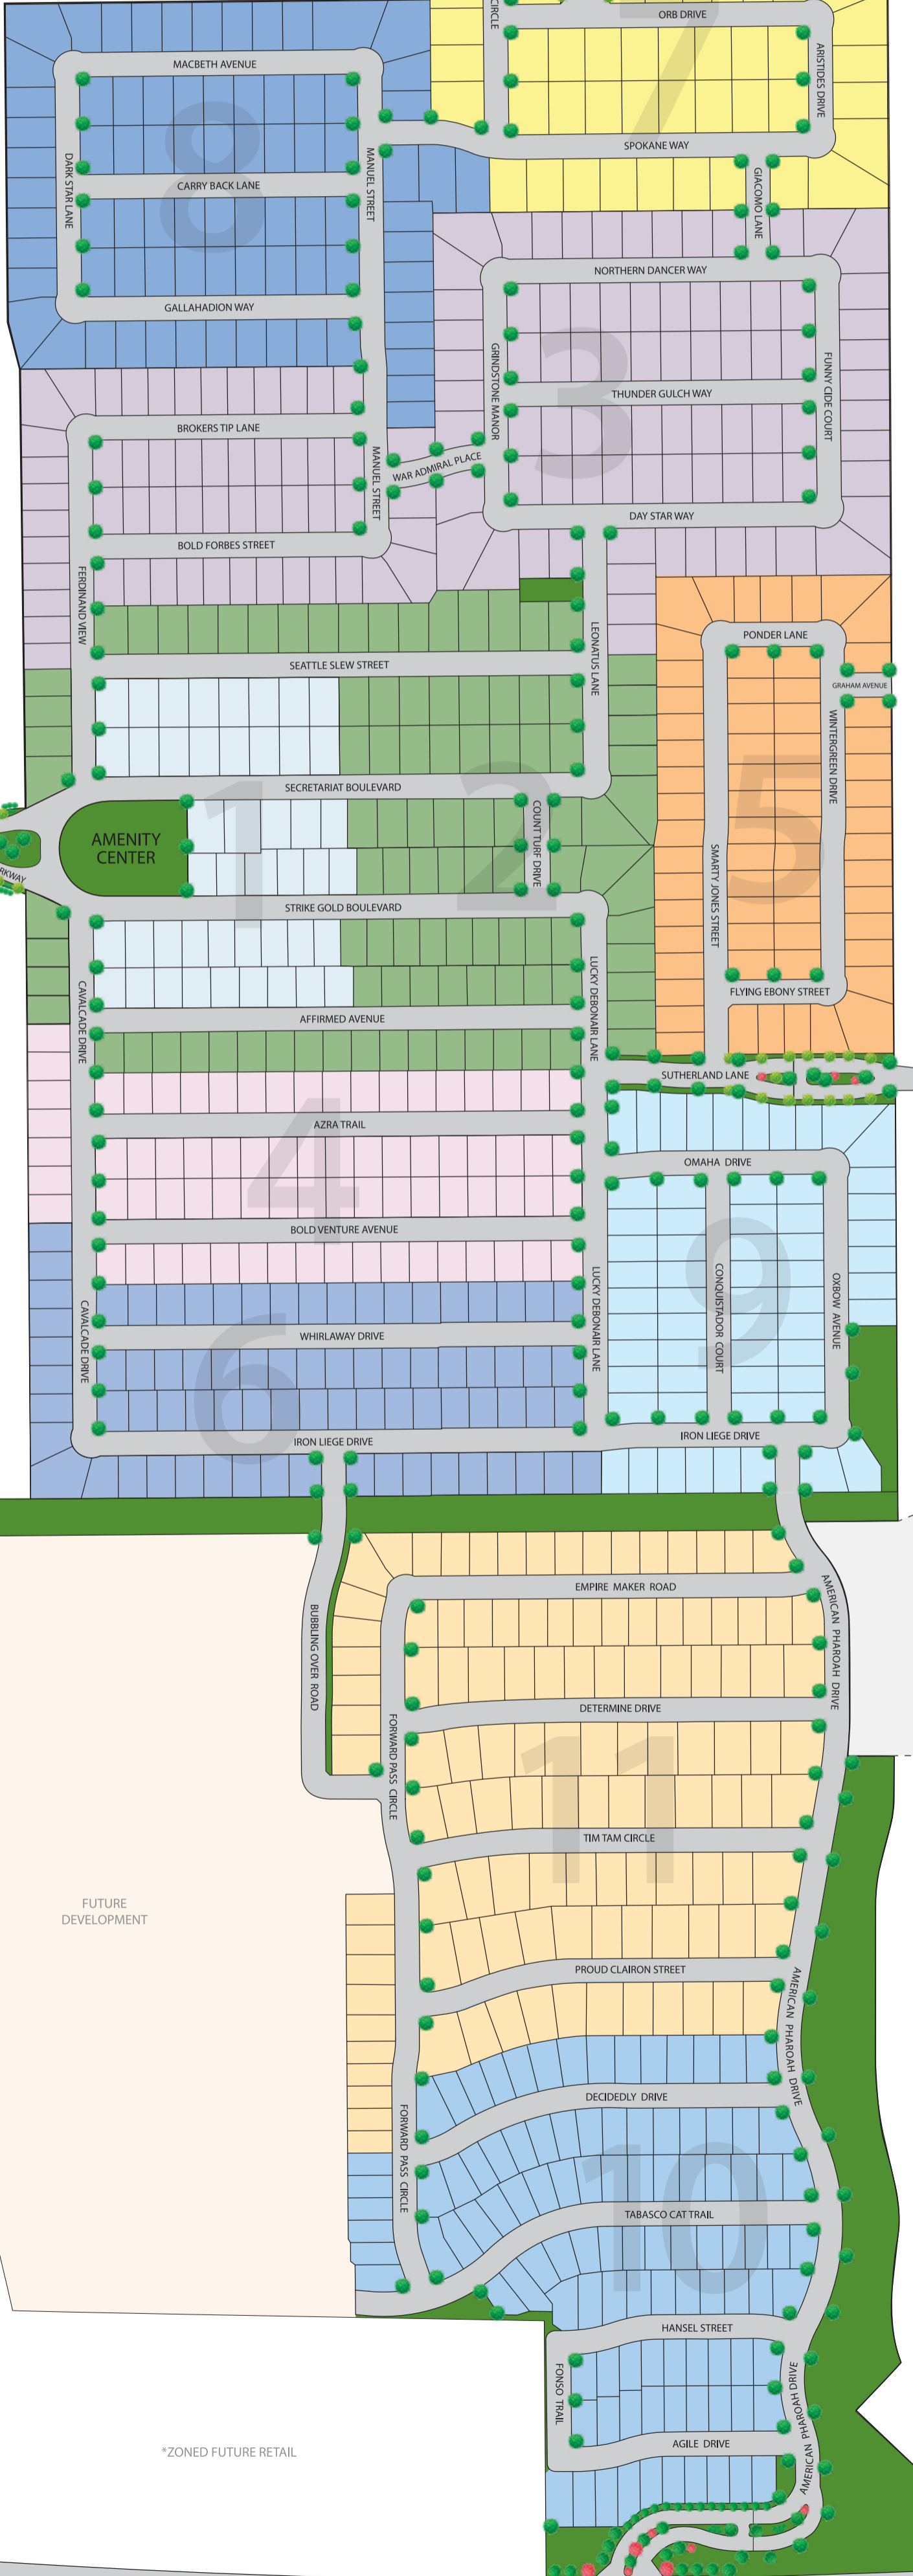 CIRCLE
ORB DRIVE
7
ARISTIDES DRIVE
MACBETH AVENUE
8
DARK STAR LANE
MANUEL STREET
SPOKANE WAY
CARRY BACK LANE
GIACOMO LANE
GALLAHADION WAY
NORTHERN DANCER WAY
3
GRINDSTONE MANOR
FUNNY CIDE COURT
THUNDER GULCH WAY
BROKERS TIP LANE
MANUEL STREET
WAR ADMIRAL PLACE
DAY STAR WAY
BOLD FORBES STREET
FERDINAND VIEW
LEONATUS LANE
PONDER LANE
SEATTLE SLEW STREET
GRAHAM AVENUE
WINTERGREEN DRIVE
5
SECRETARIAT BOULEVARD
1
2
COUNT TURF DRIVE
AMENITY
CENTER
RKWAY
SMARTY JONES STREET
STRIKE GOLD BOULEVARD
CAVALCADE DRIVE
LUCKY DEBONAIR LANE
FLYING EBONY STREET
AFFIRMED AVENUE
SUTHERLAND LANE
AZRA TRAIL
4
OMAHA DRIVE
BOLD VENTURE AVENUE
9
CONQUISTADOR COURT
OXBOW AVENUE
CAVALCADE DRIVE
LUCKY DEBONAIR LANE
WHIRLAWAY DRIVE
6
IRON LIEGE DRIVE
IRON LIEGE DRIVE
EMPIRE MAKER ROAD
AMERICAN PHAROAH DRIVE
BUBBLING OVER ROAD
DETERMINE DRIVE
FORWARD PASS CIRCLE
11
TIM TAM CIRCLE
FUTURE
DEVELOPMENT
PROUD CLAIRON STREET
AMERICAN PHAROAH DRIVE
DECIDEDLY DRIVE
FORWARD PASS CIRCLE
10
TABASCO CAT TRAIL
HANSEL STREET
FONSO TRAIL
AMERICAN PHAROAH DRIVE
AGILE DRIVE
*ZONED FUTURE RETAIL